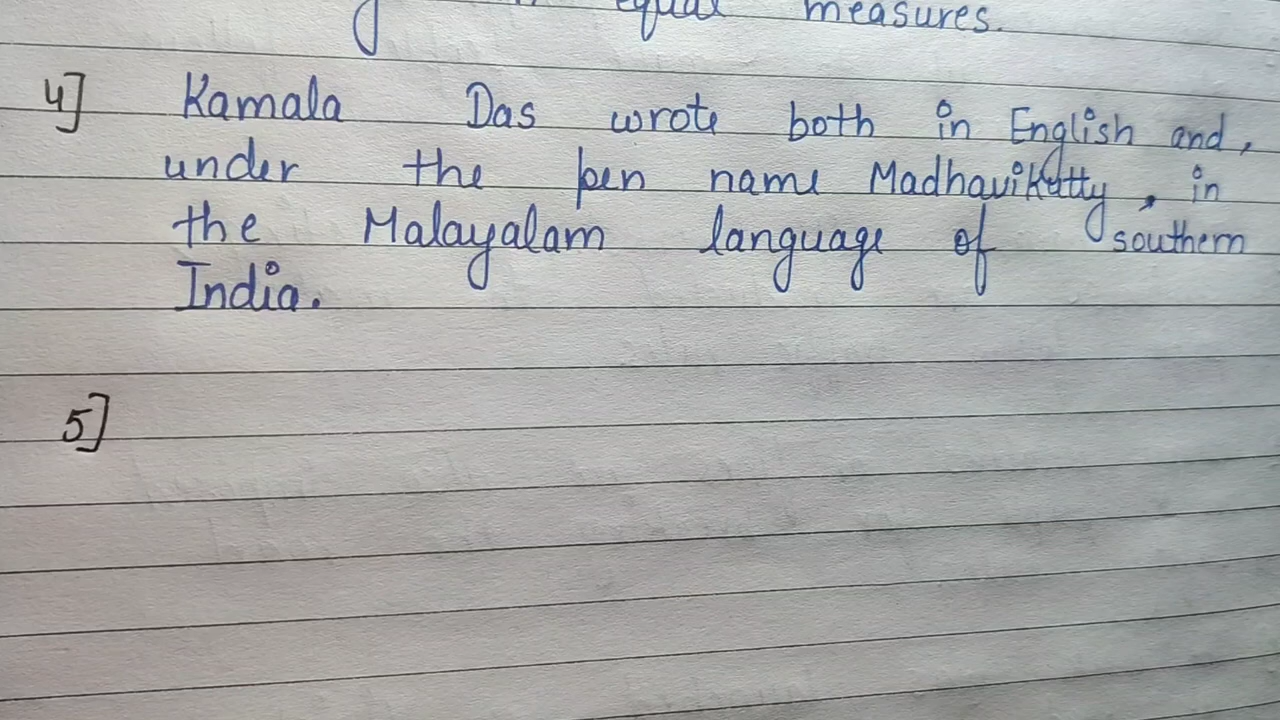 equal measures.
4] Kamala Das wrote both in English and,
under the pen name Madhavikutty, in
the Malayalam language of southern
India.
5]